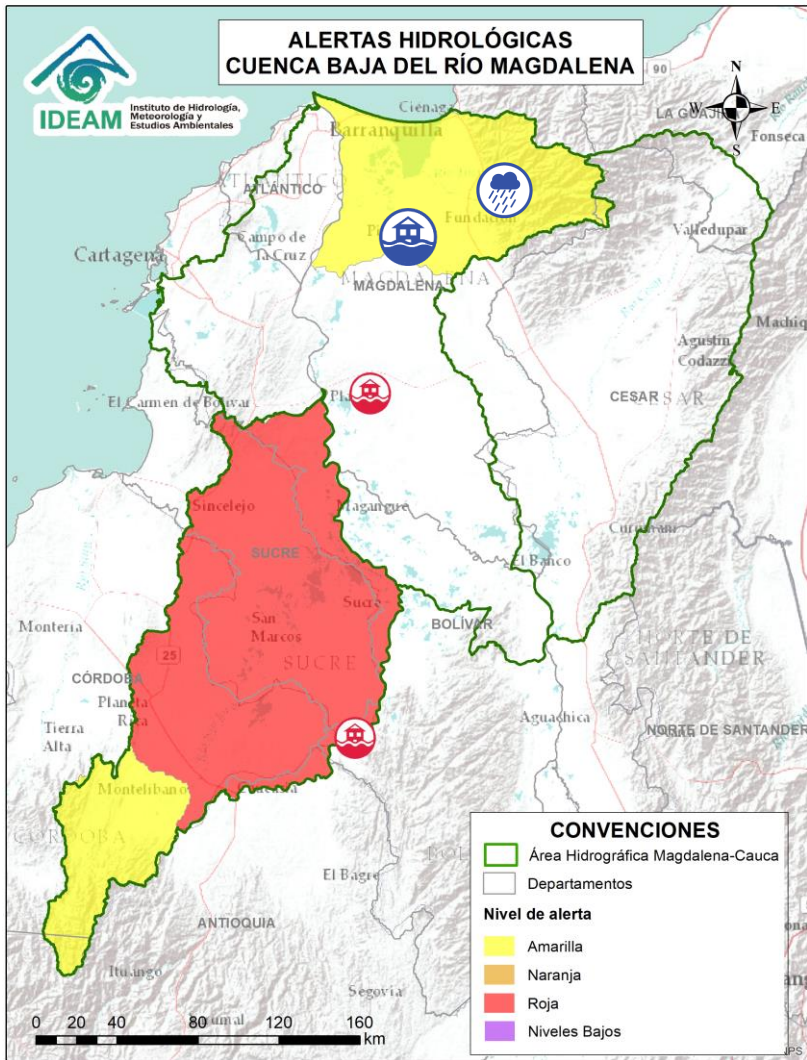 ALERTAS HIDROLÓGICAS
CUENCA BAJA DEL RÍO MAGDALENA
IDEAM
Instituto de Hidrología,
Meteorología y
Estudios Ambientales
N
W E
S
90
Ciénaga
LA GUAJIRA
Barranquilla
Fonseca
ATLÁNTICO
Fundación
Valledupar
Cartagena
Campo de
la Cruz
MAGDALENA
MAGDALENA
Agustín
Codazzi
El Carmen de Bolívar
CESAR
CESAR
Sincelejo
Magangue
Curumaní
SUCRE
El Banco
Sucre
San
Marcos
BOLÍVAR
Montería
25
SUCRE
NORTE DE
SANTANDER
CÓRDOBA
Planeta
Rica
Tierra
Alta
Aguachica
NORTE DE SANTANDER
Montelíbano
CÓRDOBA
El Bagre
ANTIOQUIA
Ituango
Segovia
0 20 40 80 120 160
km
CONVENCIONES
Área Hidrográfica Magdalena-Cauca
Departamentos
Nivel de alerta
Amarilla
Naranja
Roja
Niveles Bajos